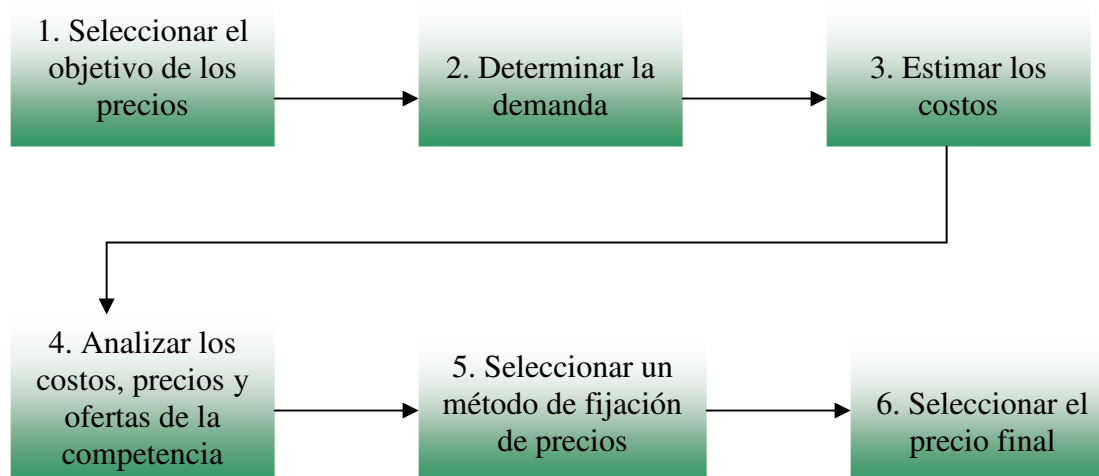 1. Seleccionar el
objetivo de los
precios
2. Determinar la
demanda
3. Estimar los
costos
4. Analizar los
costos, precios y
ofertas de la
competencia
5. Seleccionar un
método de fijación
de precios
6. Seleccionar el
precio final